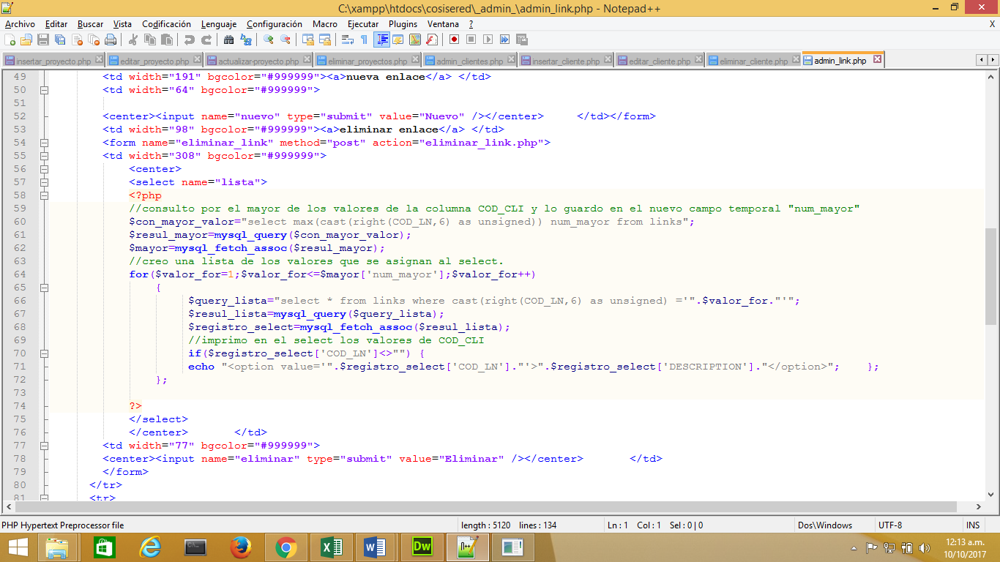 C:\xampp\htdocs\cosisered\_admin_\admin_link.php - Notepad++
Archivo Editar Buscar Vista Codificación Lenguaje Configuración Macro Ejecutar Plugins Ventana ? X
insertar_proyecto.php editar_proyecto.php actualizar-proyecto.php eliminar_proyectos.php admin_clientes.php insertar_cliente.php editar_cliente.php eliminar_cliente.php admin_link.php
49 <td width="191" bgcolor="#999999"><a>nueva enlace</a> </td>
50 <td width="64" bgcolor="#999999">
51
52 <center><input name="nuevo" type="submit" value="Nuevo" /></center> </td></form>
53 <td width="98" bgcolor="#999999"><a>eliminar enlace</a> </td>
54 <form name="eliminar_link" method="post" action="eliminar_link.php">
55 <td width="308" bgcolor="#999999">
56 <center>
57 <select name="lista">
58 <?php
59 //consulto por el mayor de los valores de la columna COD_CLI y lo guardo en el nuevo campo temporal "num_mayor"
60 $con_mayor_valor="select max(cast(right(COD_LN,6) as unsigned)) num_mayor from links";
61 $resul_mayor=mysql_query($con_mayor_valor);
62 $mayor=mysql_fetch_assoc($resul_mayor);
63 //creo una lista de los valores que se asignan al select.
64 for($valor_for=1;$valor_for<=$mayor['num_mayor'];$valor_for++)
65 {
66 $query_lista="select * from links where cast(right(COD_LN,6) as unsigned) ='".$valor_for."'";
67 $resul_lista=mysql_query($query_lista);
68 $registro_select=mysql_fetch_assoc($resul_lista);
69 //imprimo en el select los valores de COD_CLI
70 if($registro_select['COD_LN']<>"") {
71 echo "<option value='".$registro_select['COD_LN']."'>".$registro_select['DESCRIPTION']."</option>"; };
72 };
73
74 ?>
75 </select>
76 </center> </td>
77 <td width="77" bgcolor="#999999">
78 <center><input name="eliminar" type="submit" value="Eliminar" /></center> </td>
79 </form>
80 </tr>
81 <tr>
PHP Hypertext Preprocessor file length : 5120 lines : 134 Ln : 1 Col : 1 Sel : 0 | 0 Dos\Windows UTF-8 INS
12:13 a.m.
10/10/2017